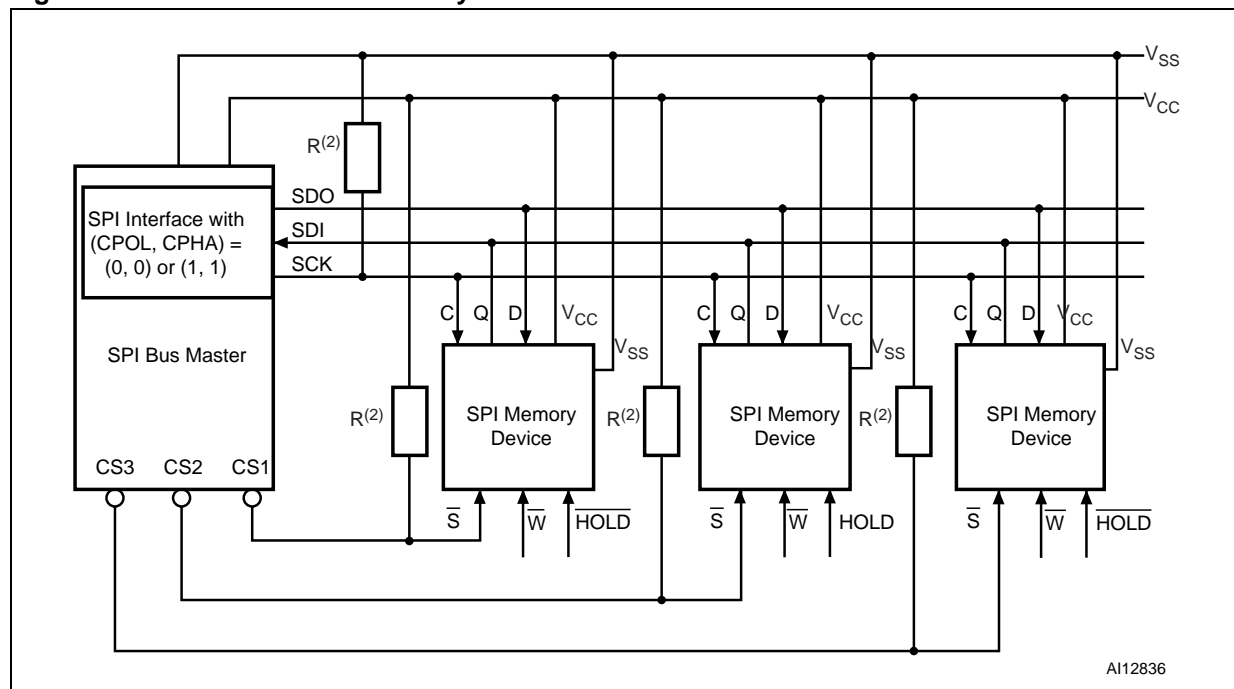 V_SS
V_CC
R(2)
SDO
SDI
SCK
SPI Interface with
(CPOL, CPHA) =
(0, 0) or (1, 1)
SPI Bus Master
C Q D V_CC V_SS
C Q D V_CC V_SS
C Q D V_CC V_SS
R(2)
SPI Memory
Device
R(2)
SPI Memory
Device
R(2)
SPI Memory
Device
CS3 CS2 CS1
S̅ W̅ H̅O̅L̅D̅
S̅ W̅ HOLD
S̅ W̅ H̅O̅L̅D̅
AI12836